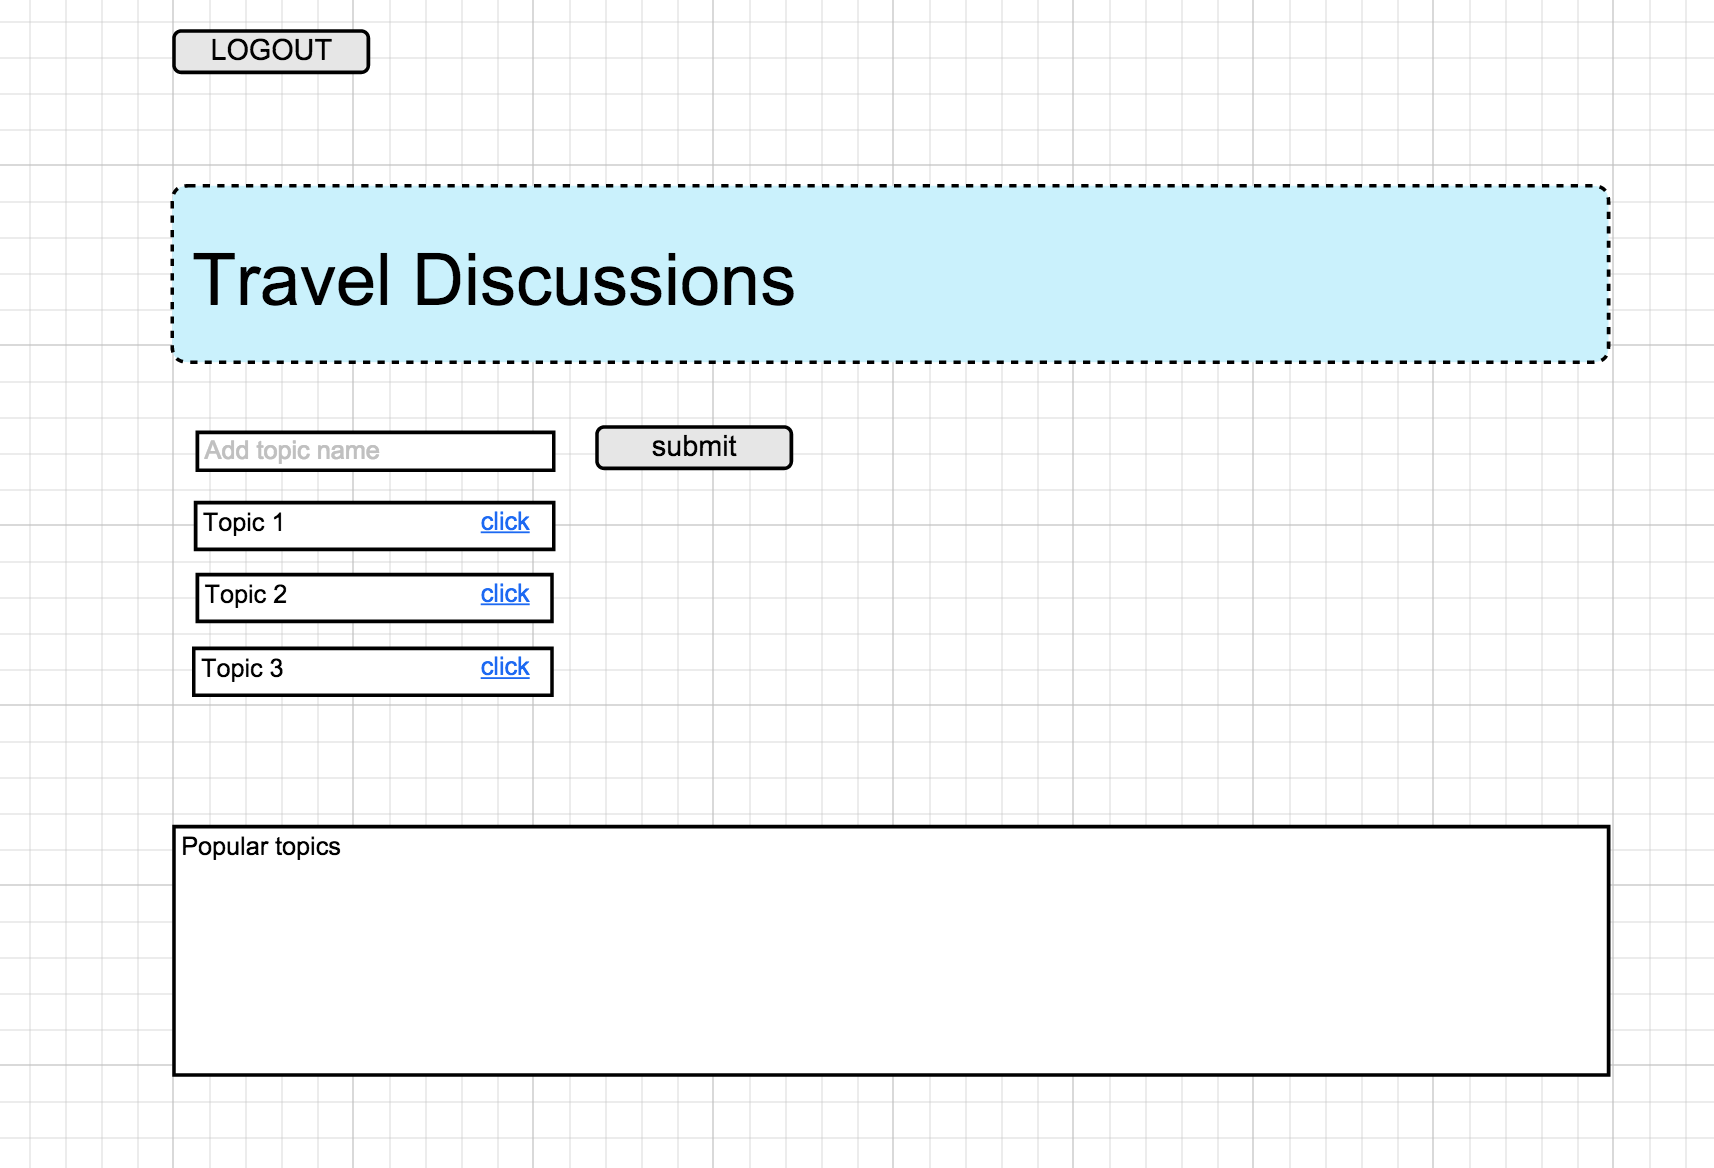 LOGOUT
Travel Discussions
Add topic name
submit
Topic 1 click
Topic 2 click
Topic 3 click
Popular topics